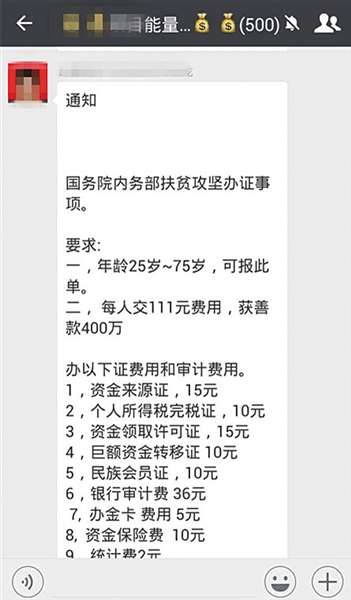 目能量...💰💰(500)
通知
国务院内务部扶贫攻坚办证事
项。
要求:
一，年龄25岁~75岁，可报此
单。
二， 每人交111元费用，获善
款400万
办以下证费用和审计费用。
1，资金来源证，15元
2，个人所得税完税证，10元
3，资金领取许可证，15元
4，巨额资金转移证 10元
5，民族会员证，10元
6，银行审计费 36元
7, 办金卡 费用 5元
8, 资金保险费 10元
9，统计费2元